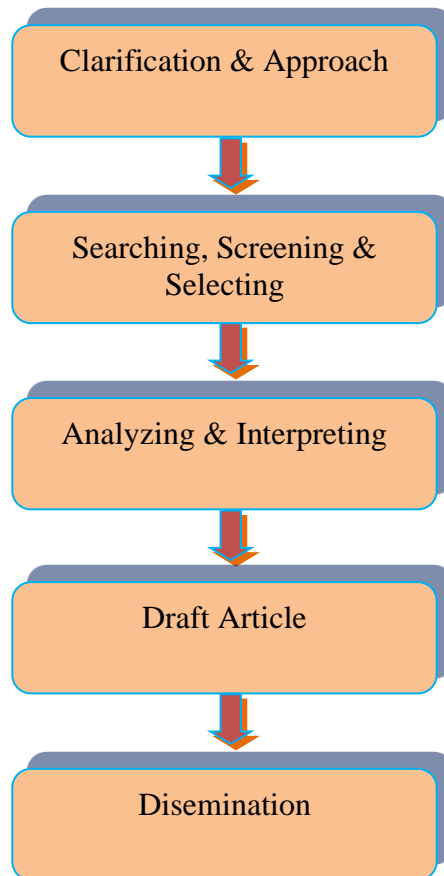 Clarification & Approach
Searching, Screening &
Selecting
Analyzing & Interpreting
Draft Article
Disemination